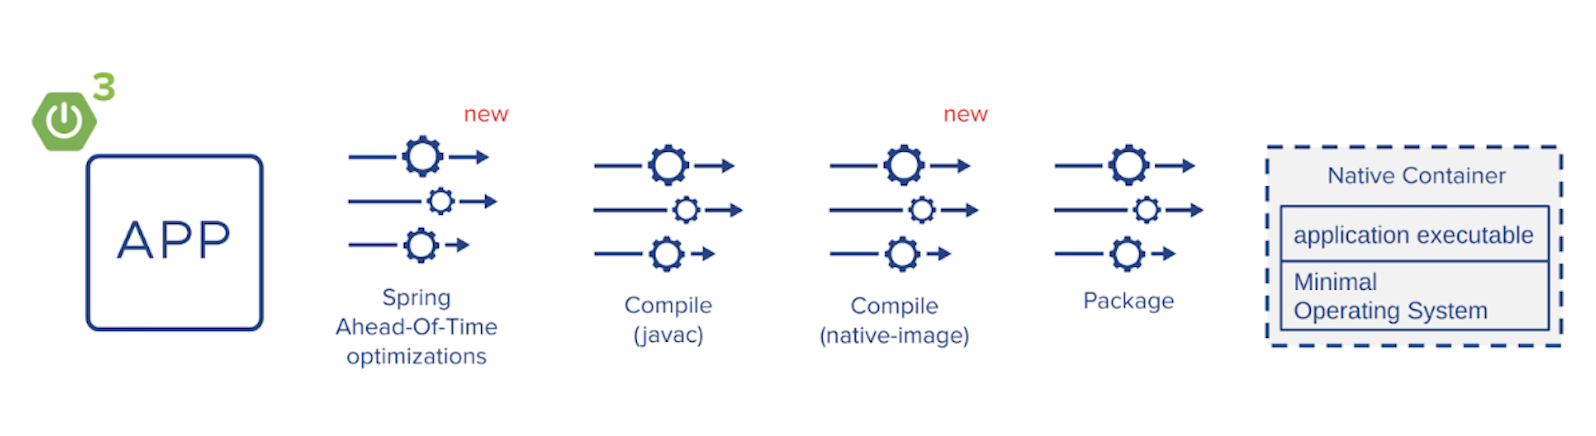 3
APP
new
Spring
Ahead-Of-Time
optimizations
Compile
(javac)
new
Compile
(native-image)
Package
Native Container
application executable
Minimal
Operating System